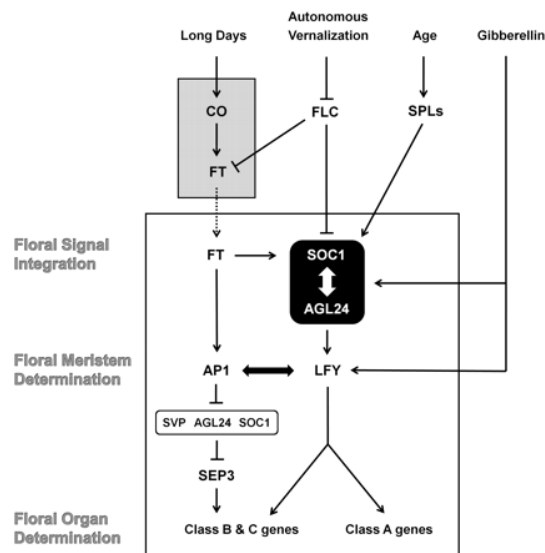 Long Days
Autonomous
Vernalization
Age
Gibberellin
CO
FLC
SPLs
FT
Floral Signal
Integration
FT
SOC1
AGL24
Floral Meristem
Determination
AP1
LFY
SVP AGL24 SOC1
SEP3
Floral Organ
Determination
Class B & C genes
Class A genes